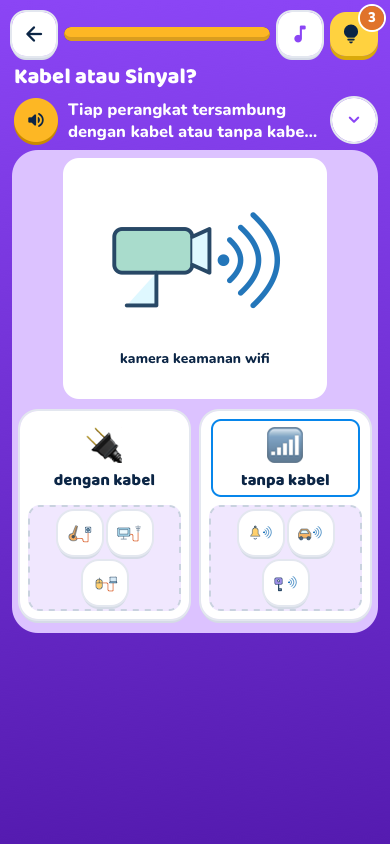 3
Kabel atau Sinyal?
Tiap perangkat tersambung
dengan kabel atau tanpa kabe...
kamera keamanan wifi
dengan kabel
tanpa kabel